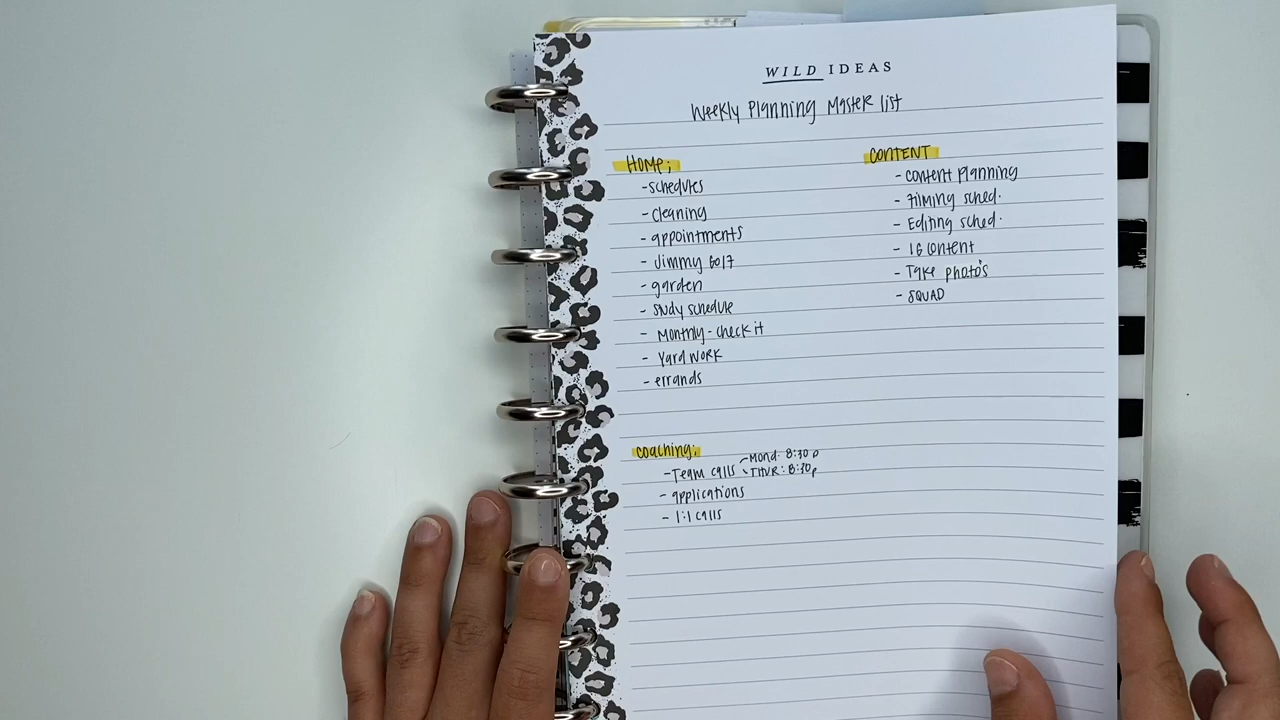 WILD IDEAS
Weekly Planning Master List
HOME;
- schedules
- cleaning
- appointments
- Jimmy Golf
- garden
- study schedule
- Monthly-check it
- Yard work
- errands
CONTENT
- content planning
- Filming sched.
- Editing sched.
- IG content
- Take photo's
- SQUAD
coaching:
- Team calls - Mond: 8:30p
- THUR: 8:30p
- applications
- 1:1 calls